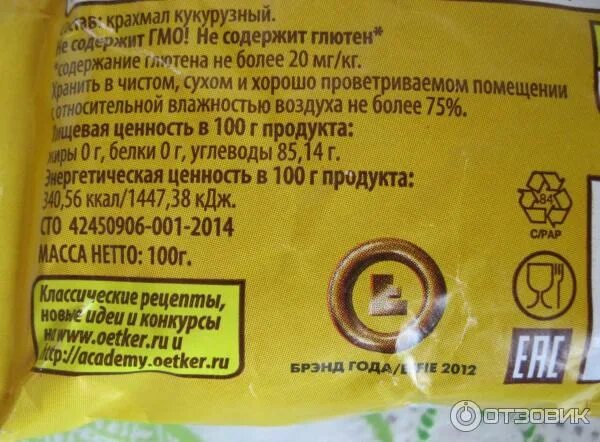 Состав: крахмал кукурузный.
Не содержит ГМО! Не содержит глютен*
*содержание глютена не более 20 мг/кг.
Хранить в чистом, сухом и хорошо проветриваемом помещении
с относительной влажностью воздуха не более 75%.
Пищевая ценность в 100 г продукта:
жиры 0 г, белки 0 г, углеводы 85,14 г.
Энергетическая ценность в 100 г продукта:
340,56 ккал/1447,38 кДж.
СТО 42450906-001-2014
МАССА НЕТТО: 100г.
84
C/PAP
Классические рецепты,
новые идеи и конкурсы
на www.oetker.ru и
http://academy.oetker.ru
БРЭНД ГОДА/EFFIE 2012
EAC
ОТЗОВИК